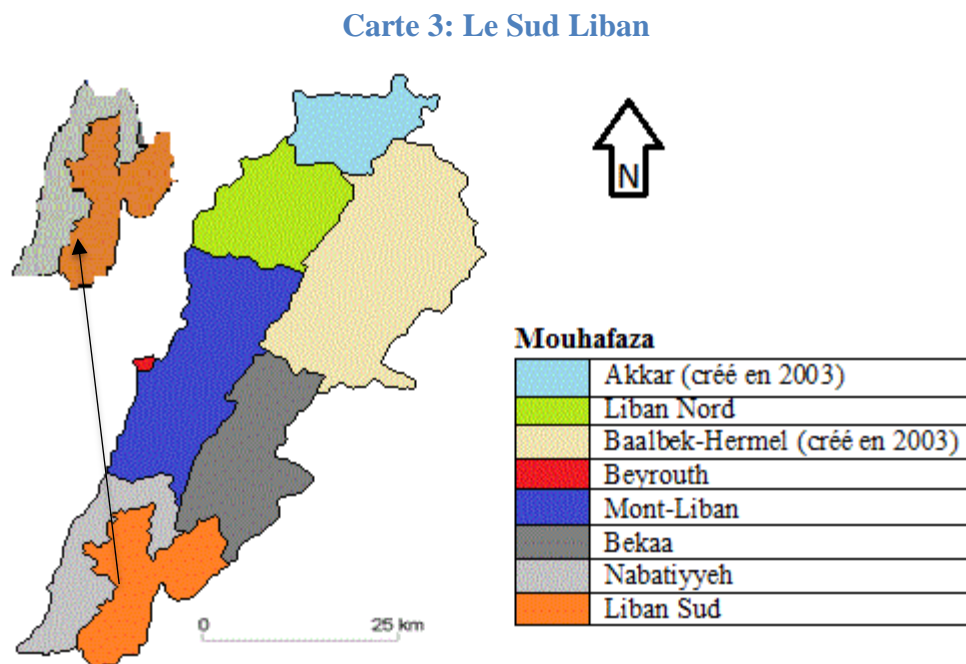 Carte 3: Le Sud Liban
N
Mouhafaza
Akkar (créé en 2003)
Liban Nord
Baalbek-Hermel (créé en 2003)
Beyrouth
Mont-Liban
Bekaa
Nabatiyyeh
Liban Sud
0 25 km